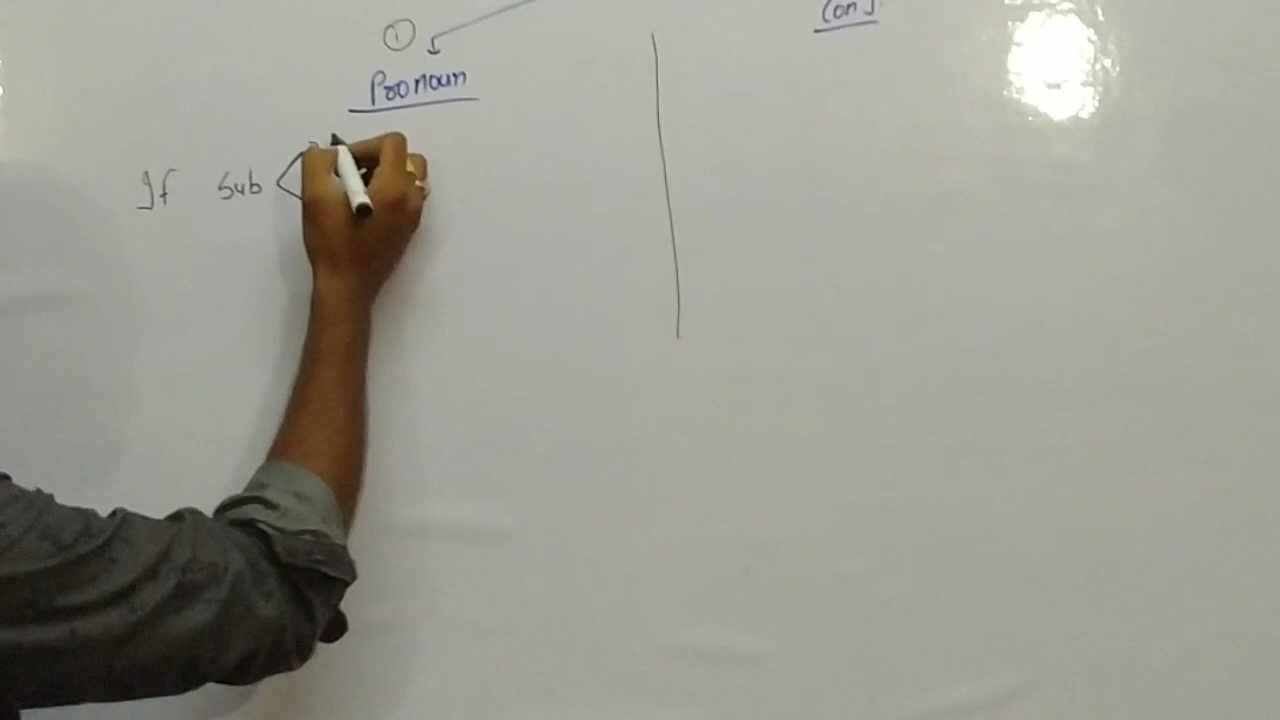 Conj.
①
Pronoun
If Sub